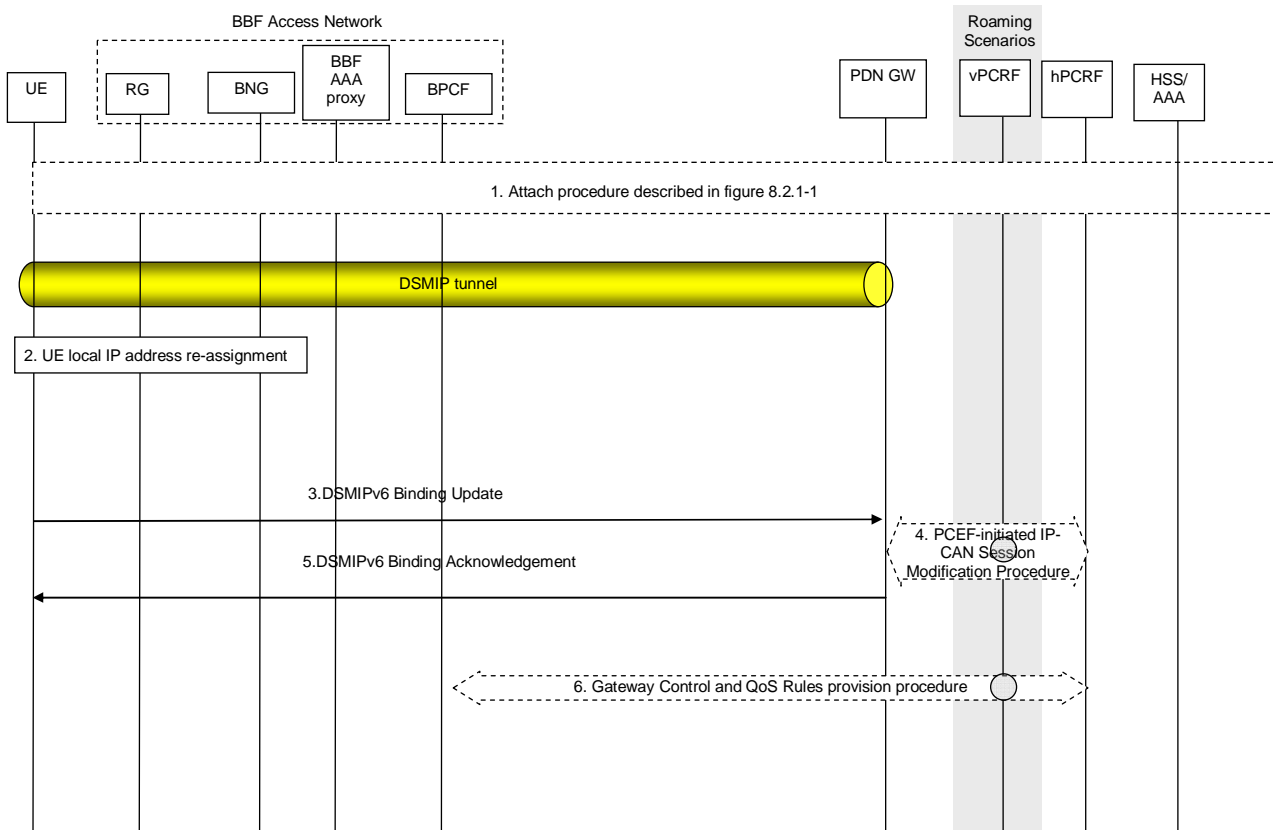 BBF Access Network
Roaming
Scenarios
UE
RG
BNG
BBF
AAA
proxy
BPCF
PDN GW
vPCRF
hPCRF
HSS/
AAA
1. Attach procedure described in figure 8.2.1-1
DSMIP tunnel
2. UE local IP address re-assignment
3.DSMIPv6 Binding Update
4. PCEF-initiated IP-
CAN Session
Modification Procedure
5.DSMIPv6 Binding Acknowledgement
6. Gateway Control and QoS Rules provision procedure